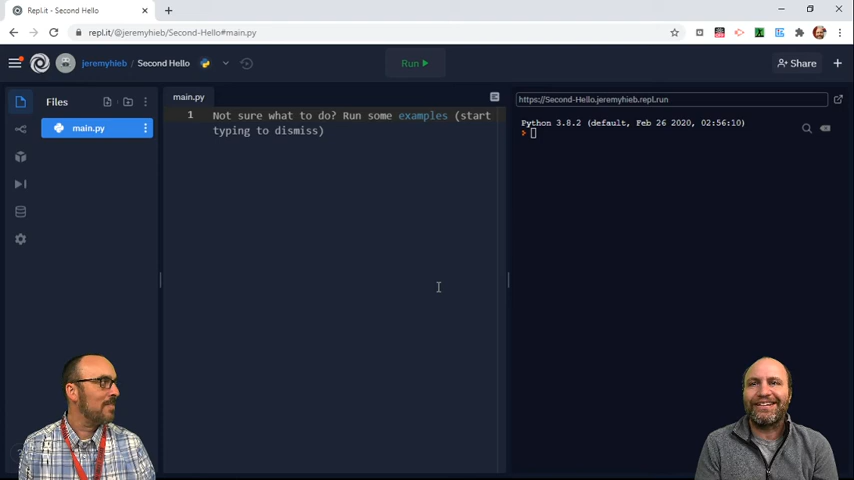 Repl.it - Second Hello
repl.it/@jeremyhieb/Second-Hello#main.py
jeremyhieb / Second Hello
Run
Share
Files
main.py
main.py
1 Not sure what to do? Run some examples (start
typing to dismiss)
https://Second-Hello.jeremyhieb.repl.run
Python 3.8.2 (default, Feb 26 2020, 02:56:10)